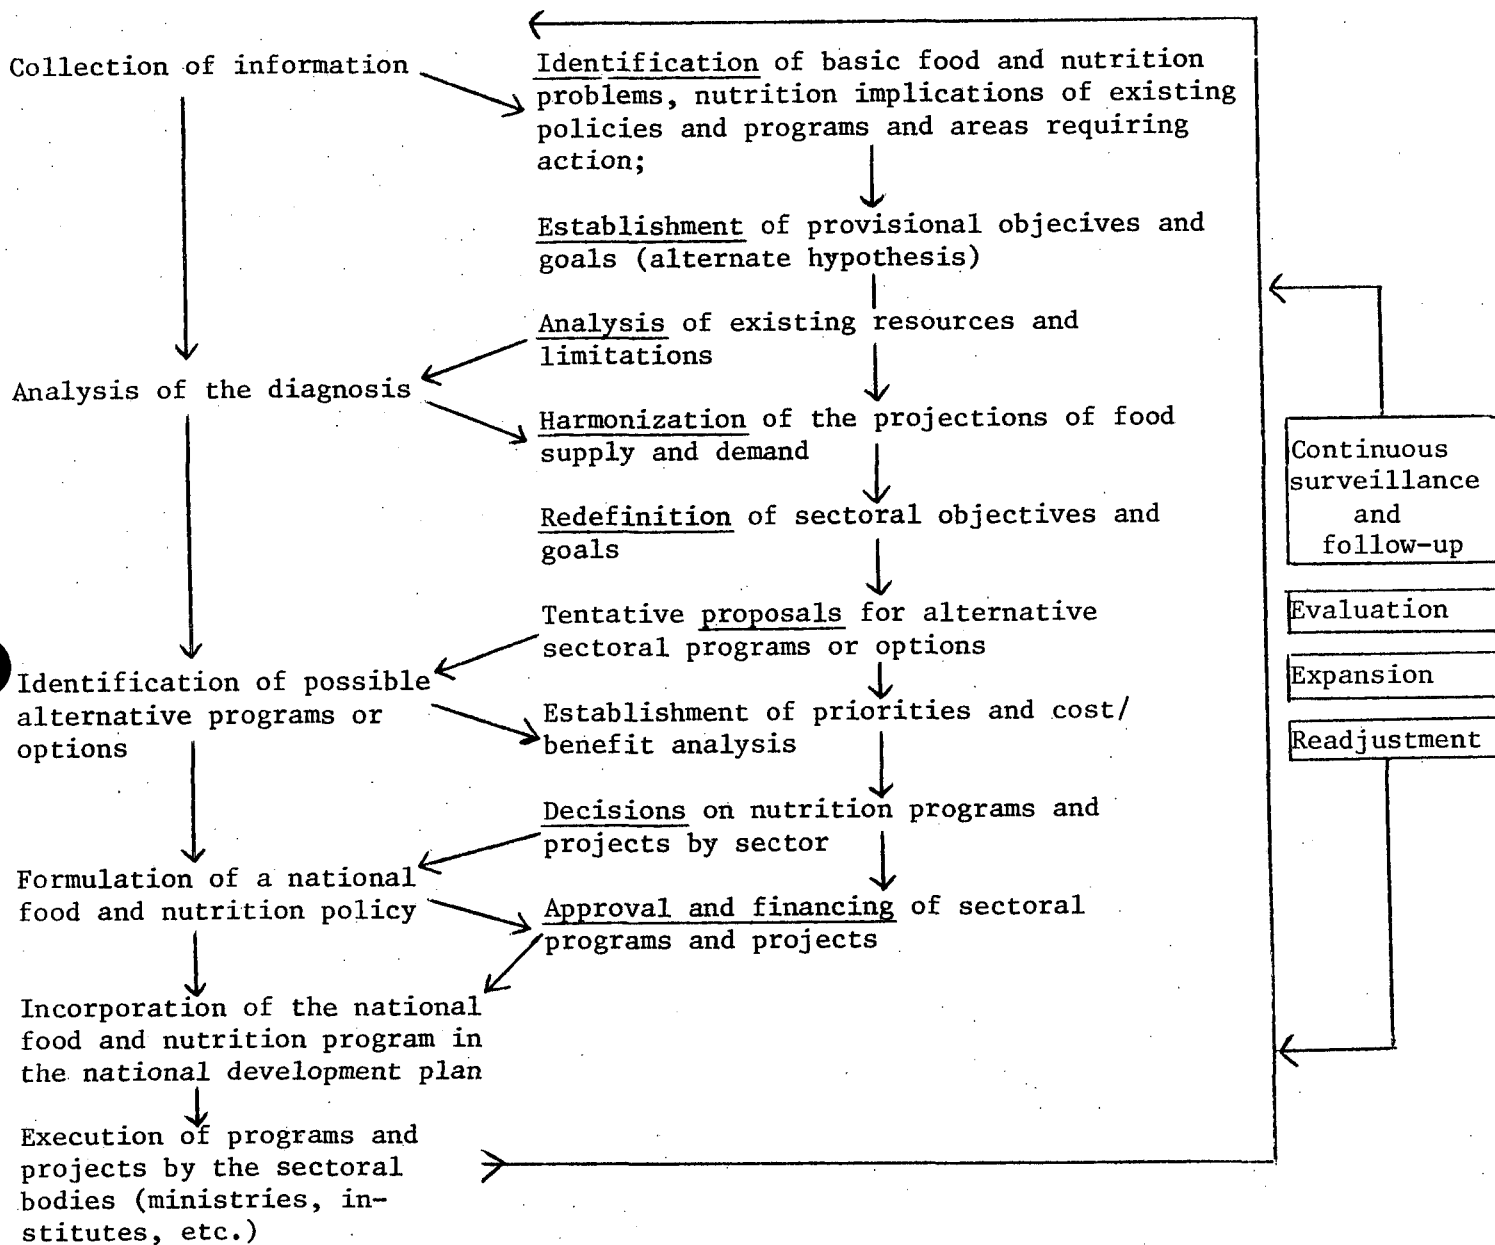 Collection of information
Identification of basic food and nutrition
problems, nutrition implications of existing
policies and programs and areas requiring
action;
Establishment of provisional objecives and
goals (alternate hypothesis)
Analysis of existing resources and
limitations
Analysis of the diagnosis
Harmonization of the projections of food
supply and demand
Redefinition of sectoral objectives and
goals
Tentative proposals for alternative
sectoral programs or options
Identification of possible
alternative programs or
options
Establishment of priorities and cost/
benefit analysis
Decisions on nutrition programs and
projects by sector
Formulation of a national
food and nutrition policy
Approval and financing of sectoral
programs and projects
Incorporation of the national
food and nutrition program in
the national development plan
Execution of programs and
projects by the sectoral
bodies (ministries, in-
stitutes, etc.)
Continuous
surveillance
and
follow-up
Evaluation
Expansion
Readjustment